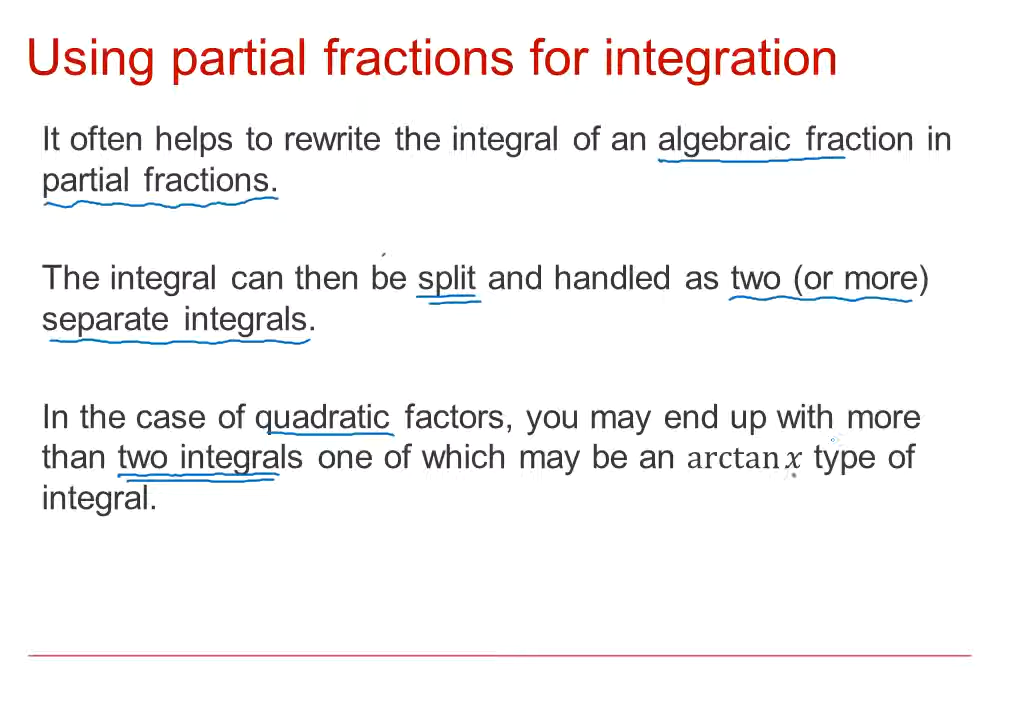 Using partial fractions for integration
It often helps to rewrite the integral of an algebraic fraction in
partial fractions.
The integral can then be split and handled as two (or more)
separate integrals.
In the case of quadratic factors, you may end up with more
than two integrals one of which may be an arctan x type of
integral.